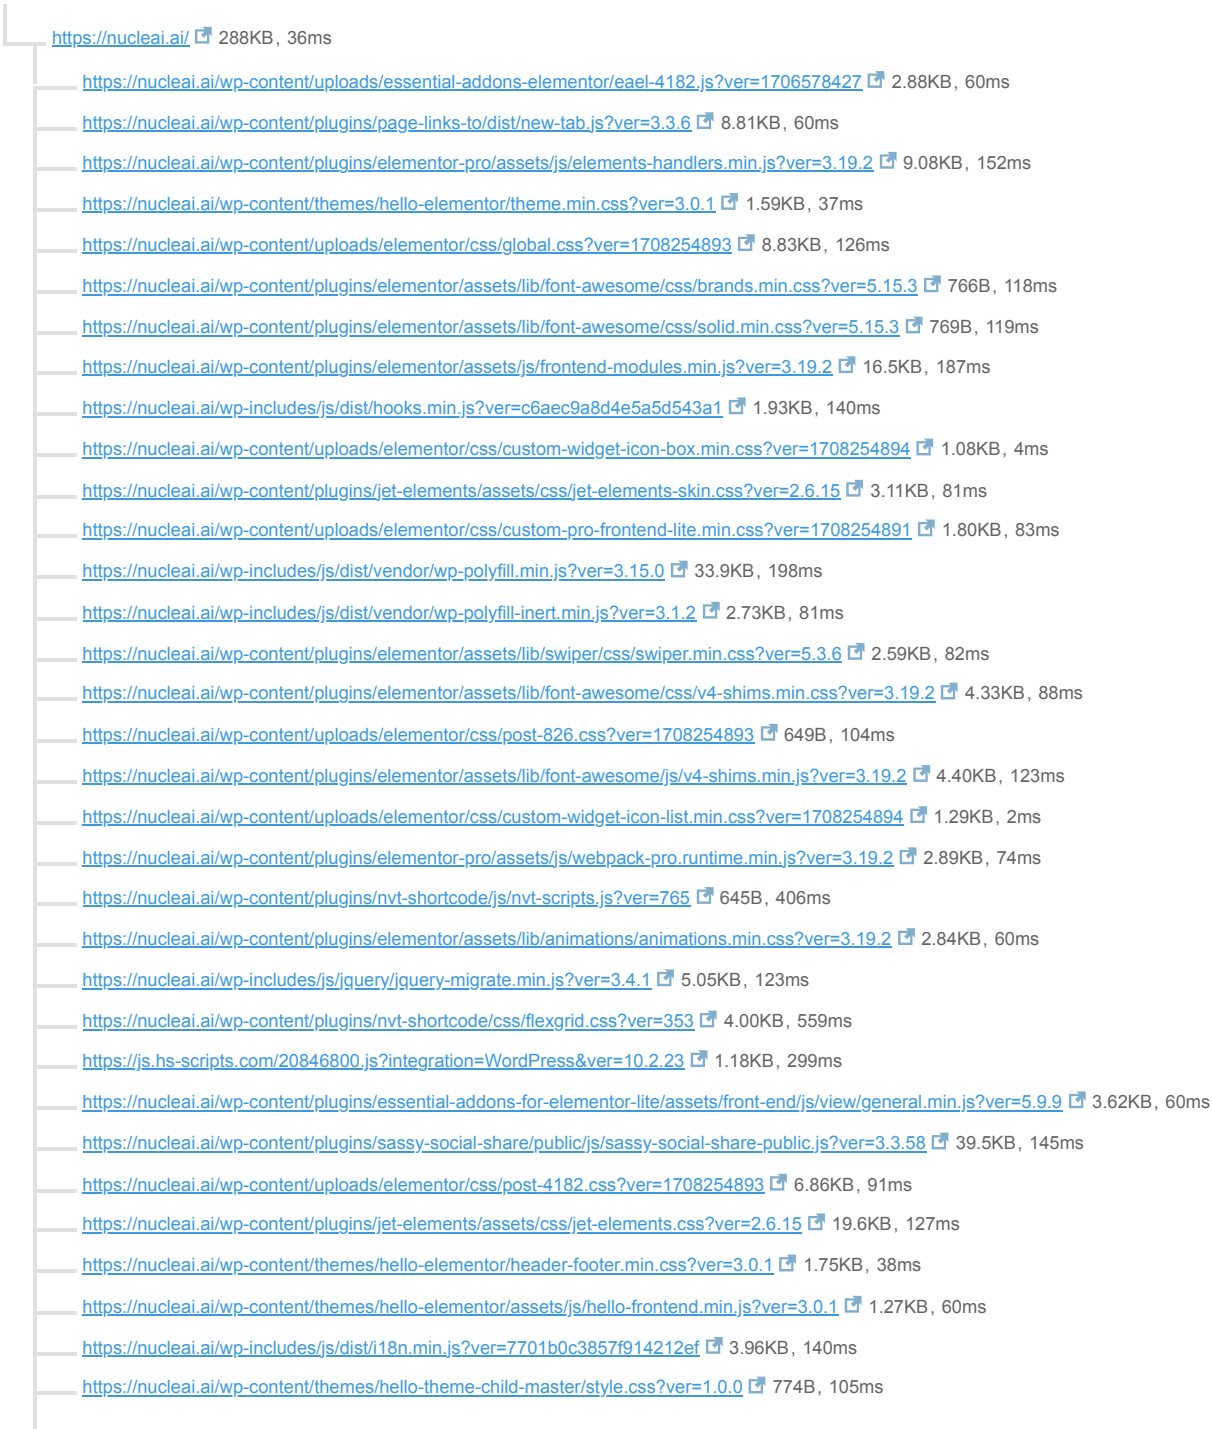 https://nucleai.ai/ 288KB, 36ms
https://nucleai.ai/wp-content/uploads/essential-addons-elementor/eael-4182.js?ver=1706578427 2.88KB, 60ms
https://nucleai.ai/wp-content/plugins/page-links-to/dist/new-tab.js?ver=3.3.6 8.81KB, 60ms
https://nucleai.ai/wp-content/plugins/elementor-pro/assets/js/elements-handlers.min.js?ver=3.19.2 9.08KB, 152ms
https://nucleai.ai/wp-content/themes/hello-elementor/theme.min.css?ver=3.0.1 1.59KB, 37ms
https://nucleai.ai/wp-content/uploads/elementor/css/global.css?ver=1708254893 8.83KB, 126ms
https://nucleai.ai/wp-content/plugins/elementor/assets/lib/font-awesome/css/brands.min.css?ver=5.15.3 766B, 118ms
https://nucleai.ai/wp-content/plugins/elementor/assets/lib/font-awesome/css/solid.min.css?ver=5.15.3 769B, 119ms
https://nucleai.ai/wp-content/plugins/elementor/assets/js/frontend-modules.min.js?ver=3.19.2 16.5KB, 187ms
https://nucleai.ai/wp-includes/js/dist/hooks.min.js?ver=c6aec9a8d4e5a5d543a1 1.93KB, 140ms
https://nucleai.ai/wp-content/uploads/elementor/css/custom-widget-icon-box.min.css?ver=1708254894 1.08KB, 4ms
https://nucleai.ai/wp-content/plugins/jet-elements/assets/css/jet-elements-skin.css?ver=2.6.15 3.11KB, 81ms
https://nucleai.ai/wp-content/uploads/elementor/css/custom-pro-frontend-lite.min.css?ver=1708254891 1.80KB, 83ms
https://nucleai.ai/wp-includes/js/dist/vendor/wp-polyfill.min.js?ver=3.15.0 33.9KB, 198ms
https://nucleai.ai/wp-includes/js/dist/vendor/wp-polyfill-inert.min.js?ver=3.1.2 2.73KB, 81ms
https://nucleai.ai/wp-content/plugins/elementor/assets/lib/swiper/css/swiper.min.css?ver=5.3.6 2.59KB, 82ms
https://nucleai.ai/wp-content/plugins/elementor/assets/lib/font-awesome/css/v4-shims.min.css?ver=3.19.2 4.33KB, 88ms
https://nucleai.ai/wp-content/uploads/elementor/css/post-826.css?ver=1708254893 649B, 104ms
https://nucleai.ai/wp-content/plugins/elementor/assets/lib/font-awesome/js/v4-shims.min.js?ver=3.19.2 4.40KB, 123ms
https://nucleai.ai/wp-content/uploads/elementor/css/custom-widget-icon-list.min.css?ver=1708254894 1.29KB, 2ms
https://nucleai.ai/wp-content/plugins/elementor-pro/assets/js/webpack-pro.runtime.min.js?ver=3.19.2 2.89KB, 74ms
https://nucleai.ai/wp-content/plugins/nvt-shortcode/js/nvt-scripts.js?ver=765 645B, 406ms
https://nucleai.ai/wp-content/plugins/elementor/assets/lib/animations/animations.min.css?ver=3.19.2 2.84KB, 60ms
https://nucleai.ai/wp-includes/js/jquery/jquery-migrate.min.js?ver=3.4.1 5.05KB, 123ms
https://nucleai.ai/wp-content/plugins/nvt-shortcode/css/flexgrid.css?ver=353 4.00KB, 559ms
https://js.hs-scripts.com/20846800.js?integration=WordPress&ver=10.2.23 1.18KB, 299ms
https://nucleai.ai/wp-content/plugins/essential-addons-for-elementor-lite/assets/front-end/js/view/general.min.js?ver=5.9.9 3.62KB, 60ms
https://nucleai.ai/wp-content/plugins/sassy-social-share/public/js/sassy-social-share-public.js?ver=3.3.58 39.5KB, 145ms
https://nucleai.ai/wp-content/uploads/elementor/css/post-4182.css?ver=1708254893 6.86KB, 91ms
https://nucleai.ai/wp-content/plugins/jet-elements/assets/css/jet-elements.css?ver=2.6.15 19.6KB, 127ms
https://nucleai.ai/wp-content/themes/hello-elementor/header-footer.min.css?ver=3.0.1 1.75KB, 38ms
https://nucleai.ai/wp-content/themes/hello-elementor/assets/js/hello-frontend.min.js?ver=3.0.1 1.27KB, 60ms
https://nucleai.ai/wp-includes/js/dist/i18n.min.js?ver=7701b0c3857f914212ef 3.96KB, 140ms
https://nucleai.ai/wp-content/themes/hello-theme-child-master/style.css?ver=1.0.0 774B, 105ms